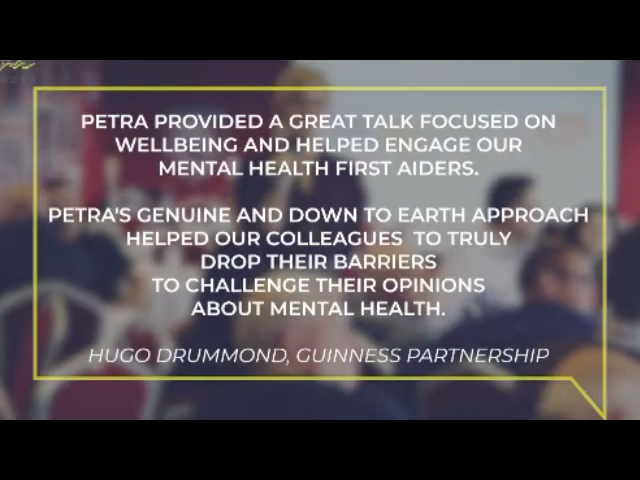 PETRA PROVIDED A GREAT TALK FOCUSED ON
WELLBEING AND HELPED ENGAGE OUR
MENTAL HEALTH FIRST AIDERS.
PETRA'S GENUINE AND DOWN TO EARTH APPROACH
HELPED OUR COLLEAGUES TO TRULY
DROP THEIR BARRIERS
TO CHALLENGE THEIR OPINIONS
ABOUT MENTAL HEALTH.
HUGO DRUMMOND, GUINNESS PARTNERSHIP